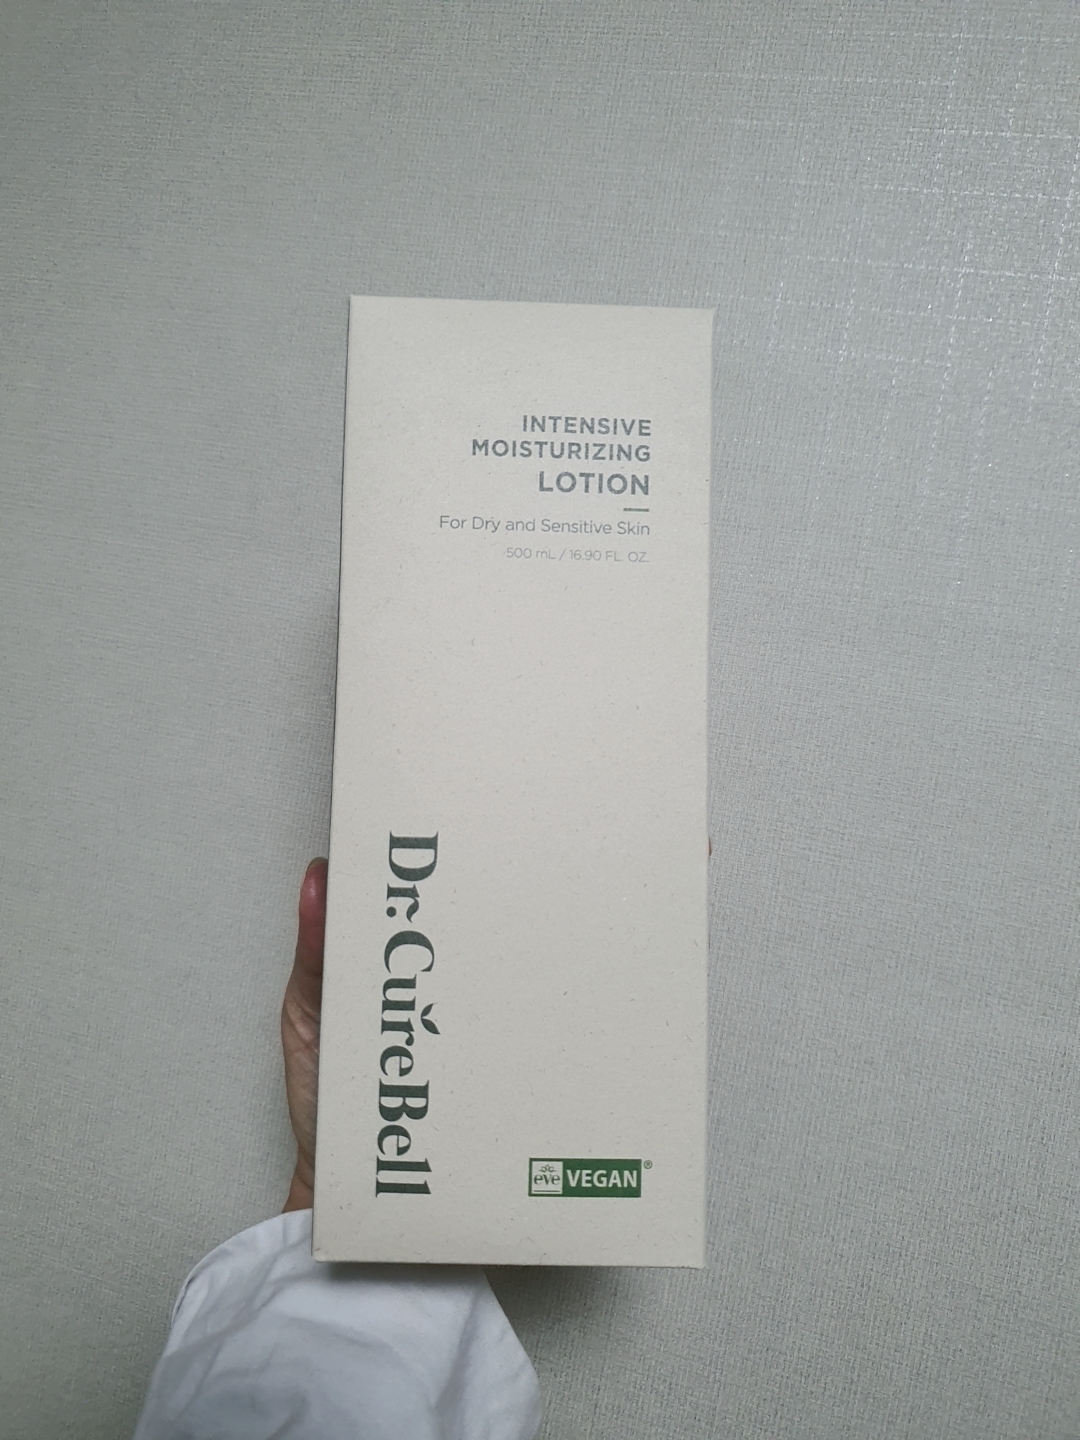 INTENSIVE
MOISTURIZING
LOTION
For Dry and Sensitive Skin
500 mL / 16.90 FL. OZ.
Dr.CureBell
eve VEGAN®